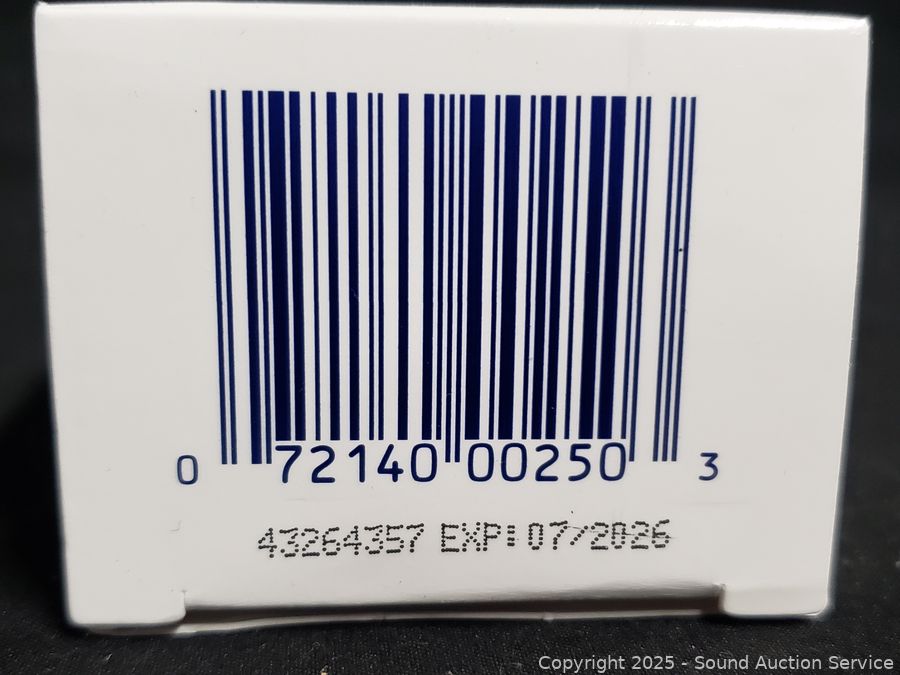 0 72140 00250 3
43264357 EXP: 07/2026
Copyright 2025 - Sound Auction Service